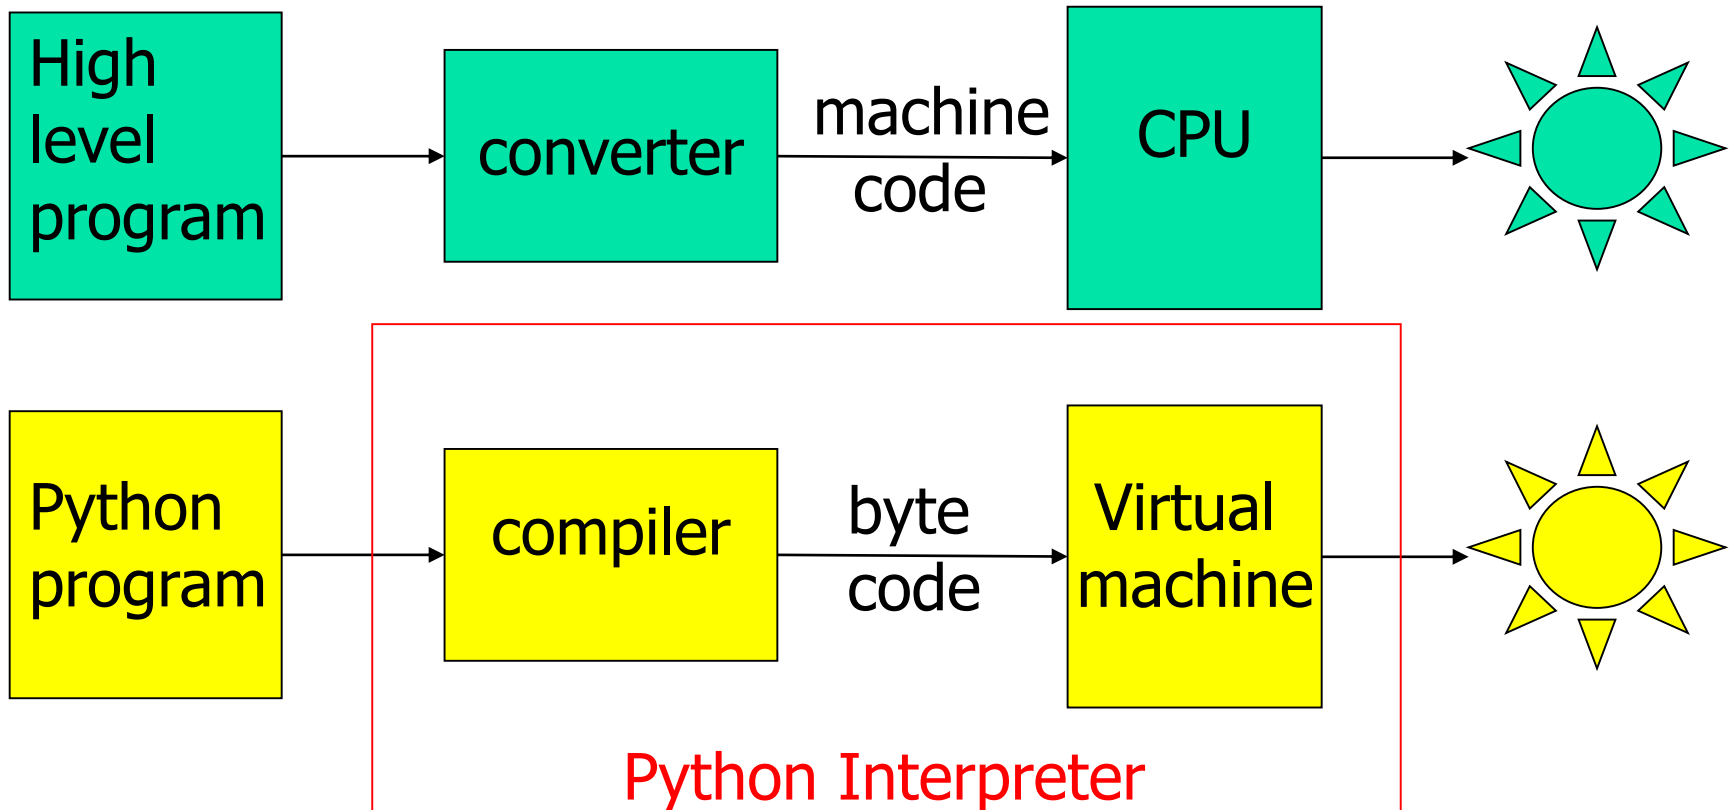 High
level
program
converter
machine
code
CPU
Python
program
compiler
byte
code
Virtual
machine
Python Interpreter